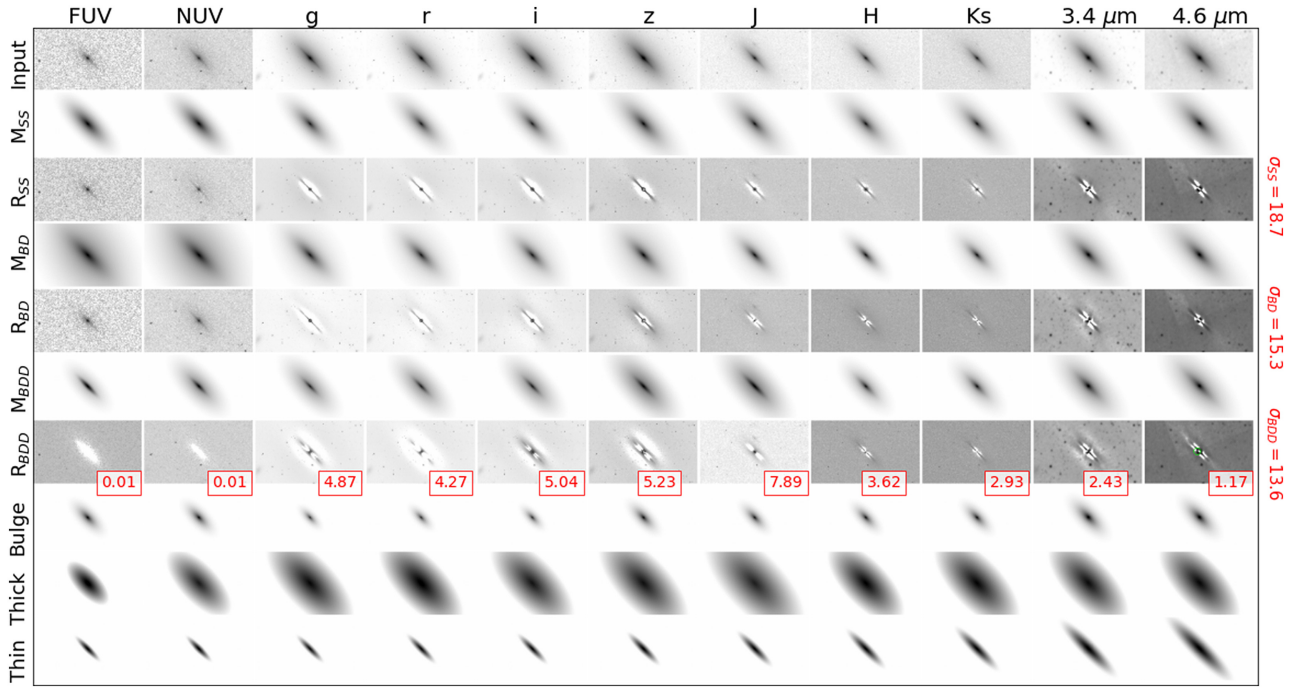 FUV NUV g r i z J H Ks 3.4 μm 4.6 μm
Input
M_SS
R_SS
σ_SS = 18.7
M_BD
R_BD
σ_BD = 15.3
M_BDD
R_BDD
0.01 0.01 4.87 4.27 5.04 5.23 7.89 3.62 2.93 2.43 1.17
σ_BDD = 13.6
Bulge
Thick
Thin